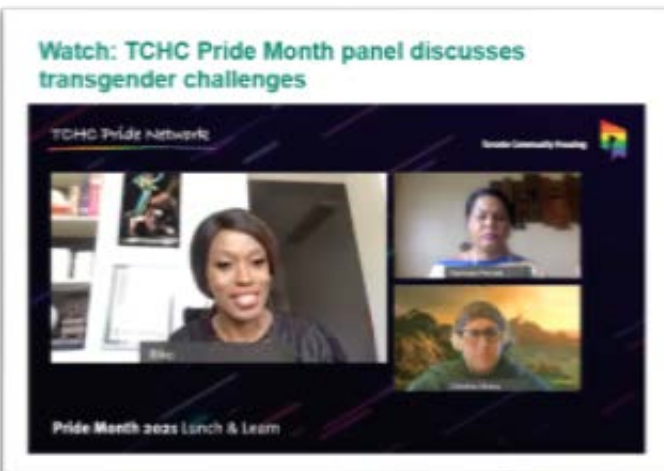 Watch: TCHC Pride Month panel discusses
transgender challenges
TCHC Pride Network
Toronto Community Housing
Pride Month 2021 Lunch & Learn